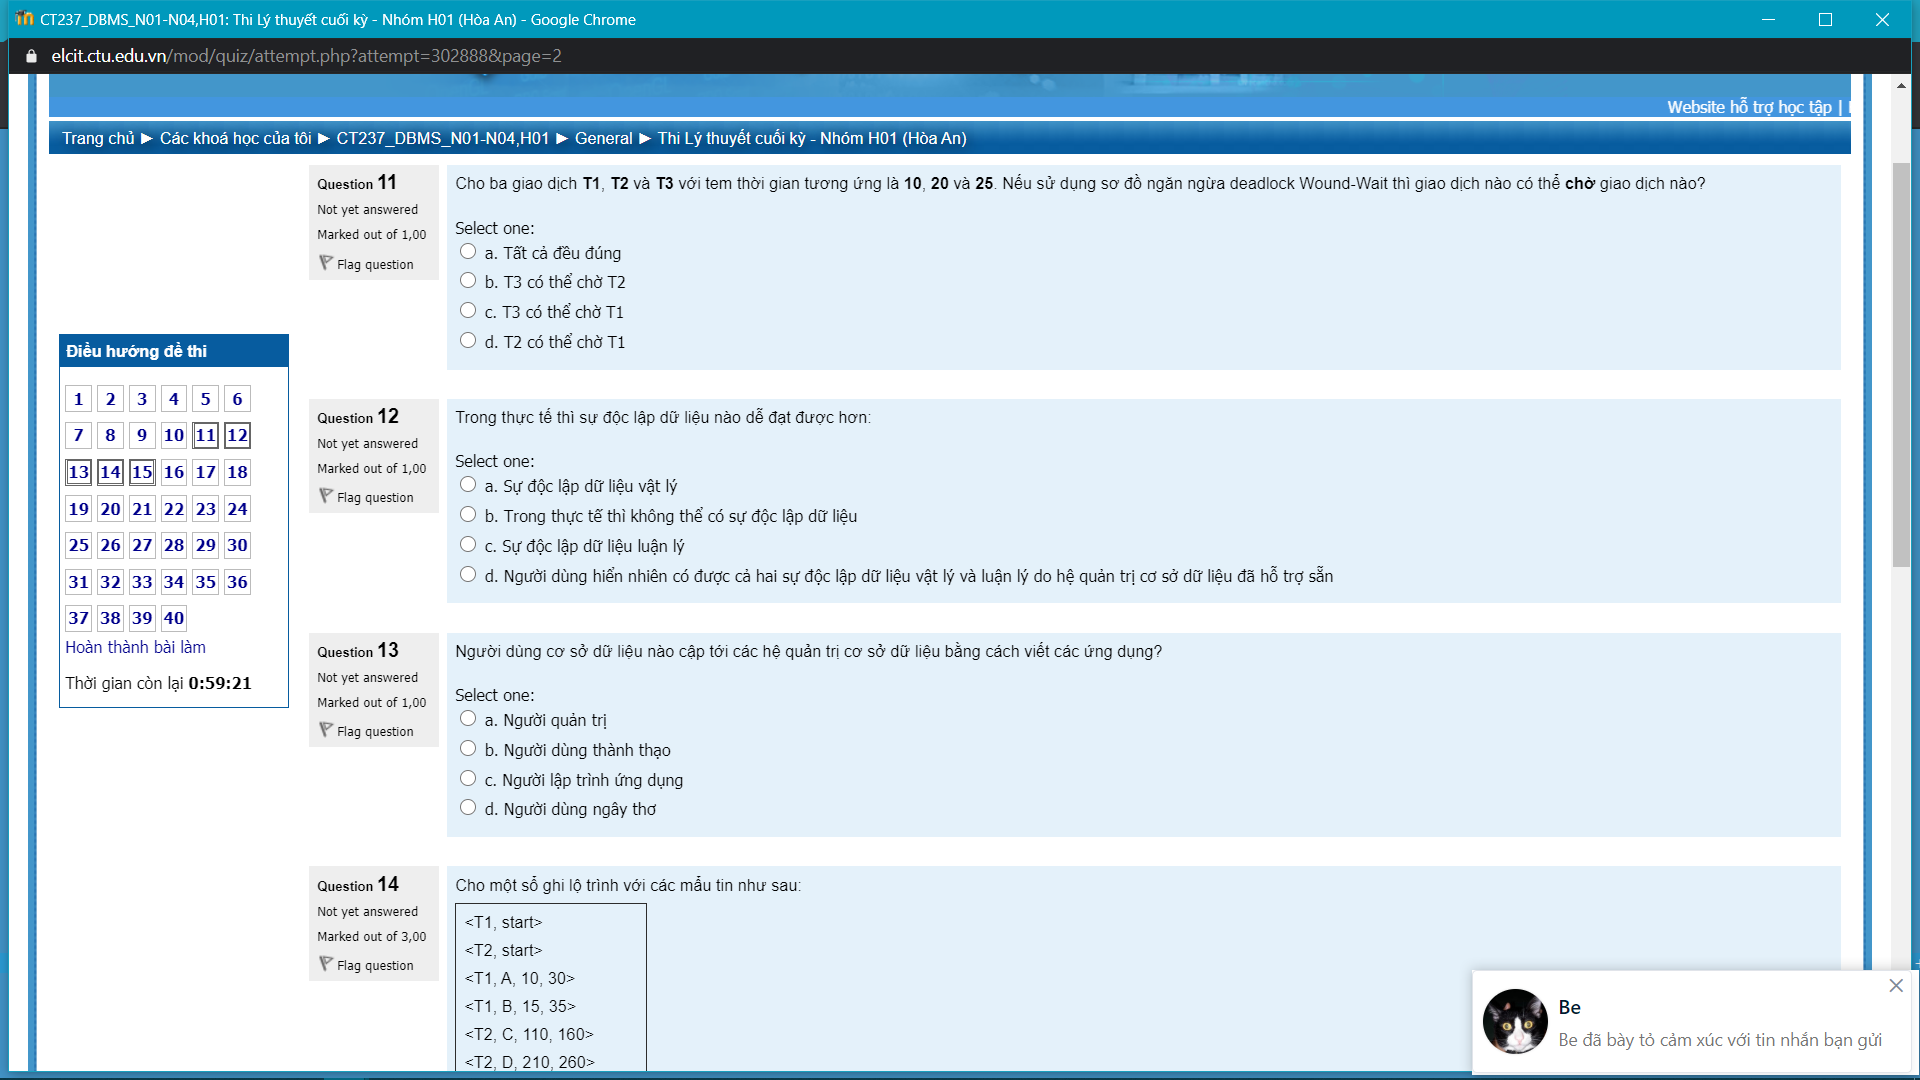 CT237_DBMS_N01-N04,H01: Thi Lý thuyết cuối kỳ - Nhóm H01 (Hòa An) - Google Chrome
elcit.ctu.edu.vn/mod/quiz/attempt.php?attempt=302888&page=2
Website hỗ trợ học tập |
Trang chủ ► Các khoá học của tôi ► CT237_DBMS_N01-N04,H01 ► General ► Thi Lý thuyết cuối kỳ - Nhóm H01 (Hòa An)
Điều hướng đề thi
1 2 3 4 5 6
7 8 9 10 11 12
13 14 15 16 17 18
19 20 21 22 23 24
25 26 27 28 29 30
31 32 33 34 35 36
37 38 39 40
Hoàn thành bài làm
Thời gian còn lại 0:59:21
Question 11
Not yet answered
Marked out of 1,00
Flag question
Cho ba giao dịch T1, T2 và T3 với tem thời gian tương ứng là 10, 20 và 25. Nếu sử dụng sơ đồ ngăn ngừa deadlock Wound-Wait thì giao dịch nào có thể chờ giao dịch nào?
Select one:
a. Tất cả đều đúng
b. T3 có thể chờ T2
c. T3 có thể chờ T1
d. T2 có thể chờ T1
Question 12
Not yet answered
Marked out of 1,00
Flag question
Trong thực tế thì sự độc lập dữ liệu nào dễ đạt được hơn:
Select one:
a. Sự độc lập dữ liệu vật lý
b. Trong thực tế thì không thể có sự độc lập dữ liệu
c. Sự độc lập dữ liệu luận lý
d. Người dùng hiển nhiên có được cả hai sự độc lập dữ liệu vật lý và luận lý do hệ quản trị cơ sở dữ liệu đã hỗ trợ sẵn
Question 13
Not yet answered
Marked out of 1,00
Flag question
Người dùng cơ sở dữ liệu nào cập tới các hệ quản trị cơ sở dữ liệu bằng cách viết các ứng dụng?
Select one:
a. Người quản trị
b. Người dùng thành thạo
c. Người lập trình ứng dụng
d. Người dùng ngây thơ
Question 14
Not yet answered
Marked out of 3,00
Flag question
Cho một sổ ghi lộ trình với các mẩu tin như sau:
<T1, start>
<T2, start>
<T1, A, 10, 30>
<T1, B, 15, 35>
<T2, C, 110, 160>
<T2, D, 210, 260>
Be
Be đã bày tỏ cảm xúc với tin nhắn bạn gửi